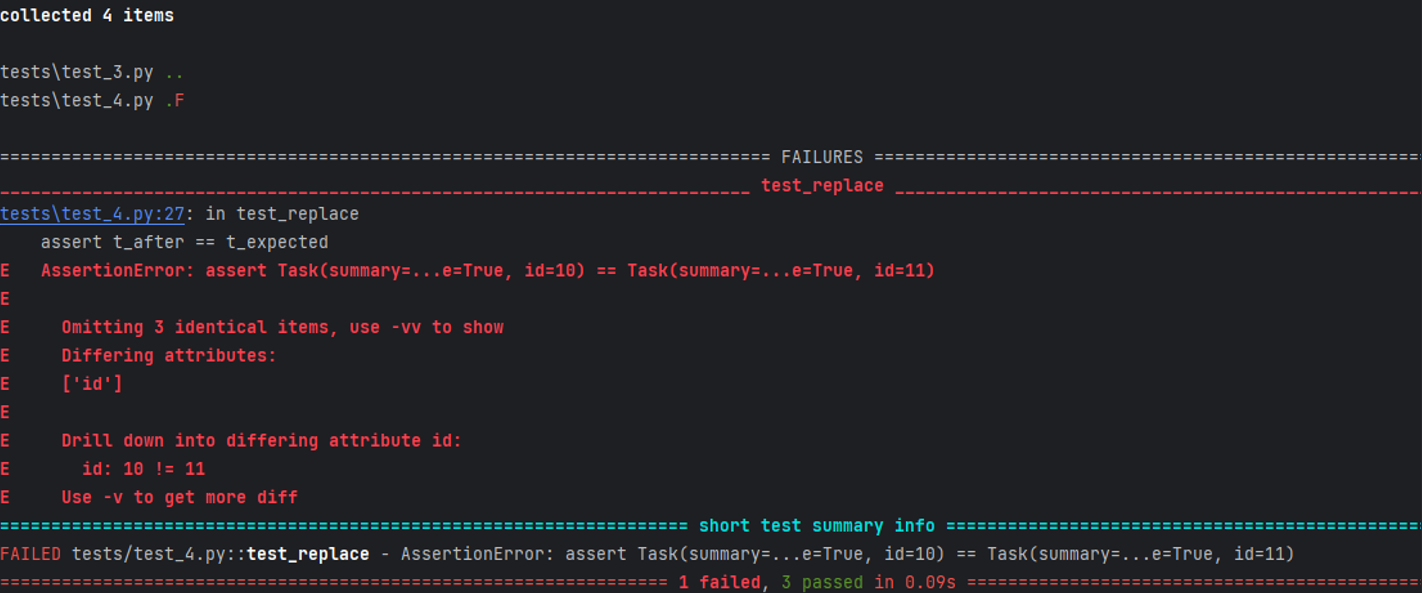 collected 4 items
tests\test_3.py ..
tests\test_4.py .F
=========================================================================== FAILURES =====================================================
_________________________________________________________________________ test_replace ___________________________________________________
tests\test_4.py:27: in test_replace
    assert t_after == t_expected
E   AssertionError: assert Task(summary=...e=True, id=10) == Task(summary=...e=True, id=11)
E
E     Omitting 3 identical items, use -vv to show
E     Differing attributes:
E     ['id']
E
E     Drill down into differing attribute id:
E       id: 10 != 11
E     Use -v to get more diff
=================================================================== short test summary info ==============================================
FAILED tests/test_4.py::test_replace - AssertionError: assert Task(summary=...e=True, id=10) == Task(summary=...e=True, id=11)
================================================================= 1 failed, 3 passed in 0.09s ============================================